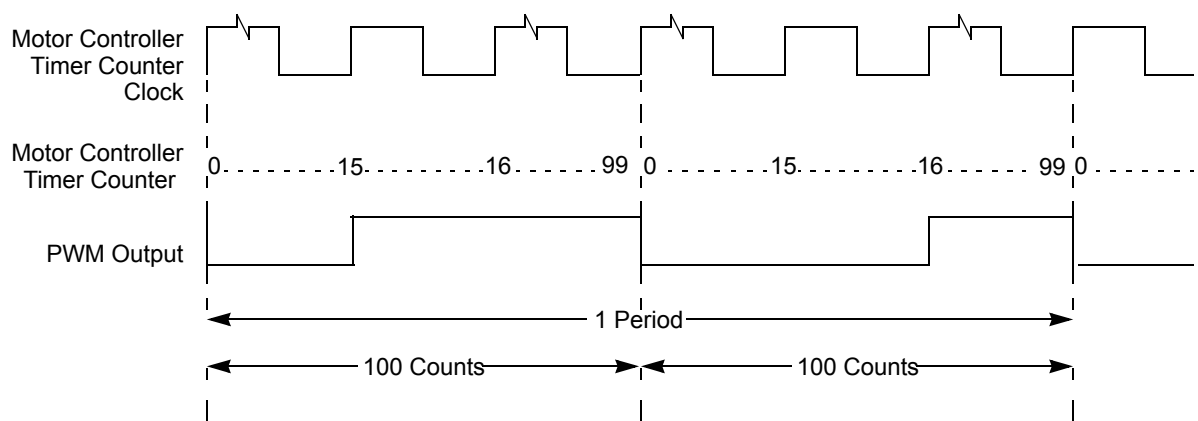 Motor Controller
Timer Counter
Clock
Motor Controller
Timer Counter
0 15 16 99 0 15 16 99 0
PWM Output
1 Period
100 Counts 100 Counts